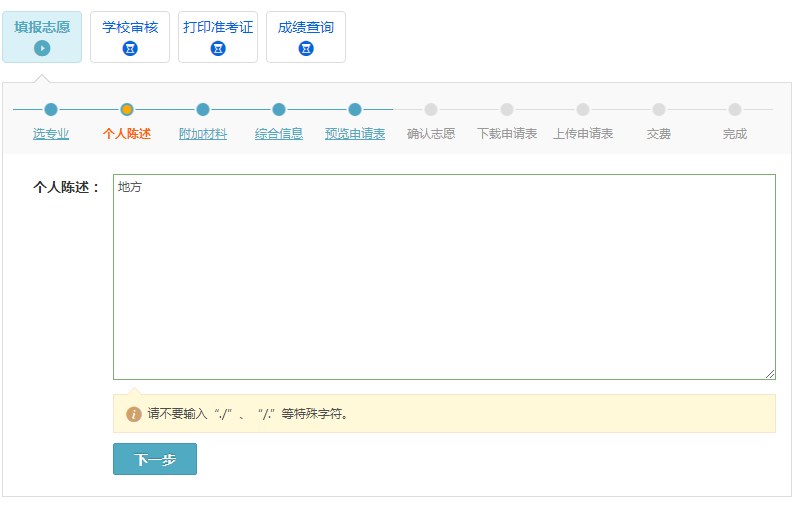 填报志愿 学校审核 打印准考证 成绩查询
选专业 个人陈述 附加材料 综合信息 预览申请表 确认志愿 下载申请表 上传申请表 交费 完成
个人陈述： 地方
i 请不要输入“./”、“/.”等特殊字符。
下一步